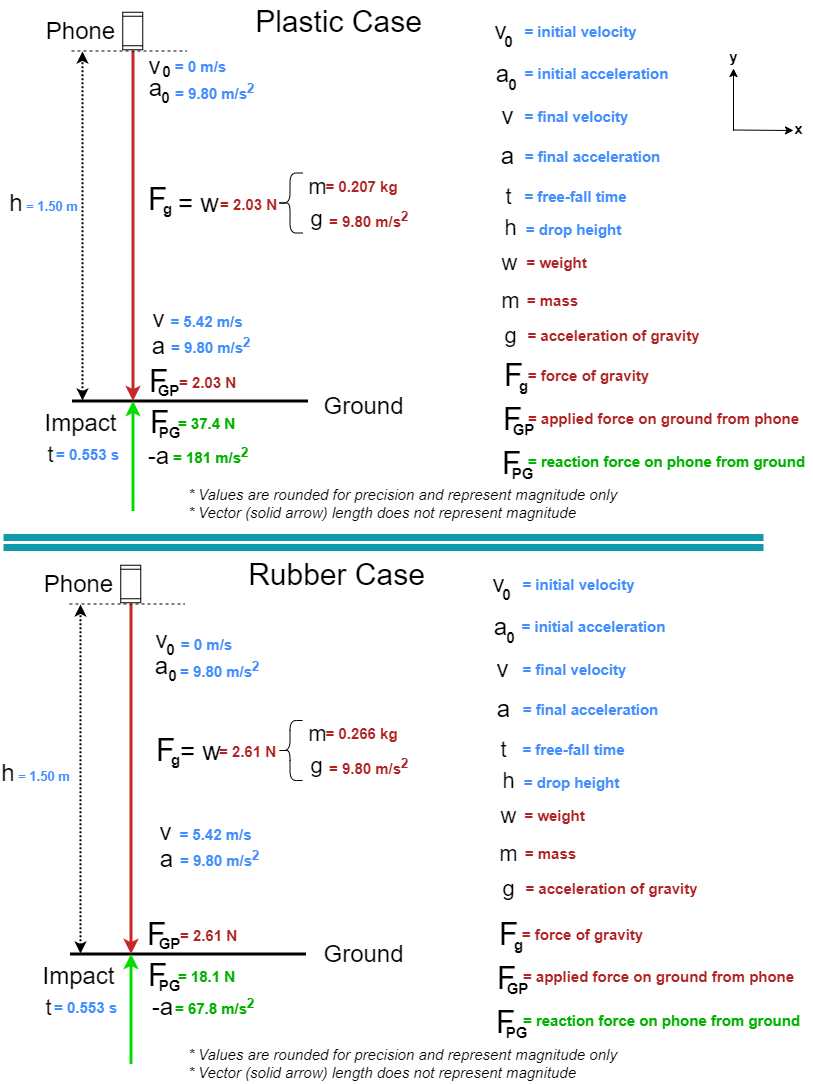 Plastic Case
Phone
v0 = 0 m/s
a0 = 9.80 m/s²
h = 1.50 m
Fg = w = 2.03 N
m = 0.207 kg
g = 9.80 m/s²
v = 5.42 m/s
a = 9.80 m/s²
FGP = 2.03 N
Ground
Impact
FPG = 37.4 N
t = 0.553 s
-a = 181 m/s²
* Values are rounded for precision and represent magnitude only
* Vector (solid arrow) length does not represent magnitude
v0 = initial velocity
a0 = initial acceleration
v = final velocity
a = final acceleration
t = free-fall time
h = drop height
w = weight
m = mass
g = acceleration of gravity
Fg = force of gravity
FGP = applied force on ground from phone
FPG = reaction force on phone from ground
y
x
Rubber Case
Phone
v0 = 0 m/s
a0 = 9.80 m/s²
h = 1.50 m
Fg = w = 2.61 N
m = 0.266 kg
g = 9.80 m/s²
v = 5.42 m/s
a = 9.80 m/s²
FGP = 2.61 N
Ground
Impact
FPG = 18.1 N
t = 0.553 s
-a = 67.8 m/s²
* Values are rounded for precision and represent magnitude only
* Vector (solid arrow) length does not represent magnitude
v0 = initial velocity
a0 = initial acceleration
v = final velocity
a = final acceleration
t = free-fall time
h = drop height
w = weight
m = mass
g = acceleration of gravity
Fg = force of gravity
FGP = applied force on ground from phone
FPG = reaction force on phone from ground